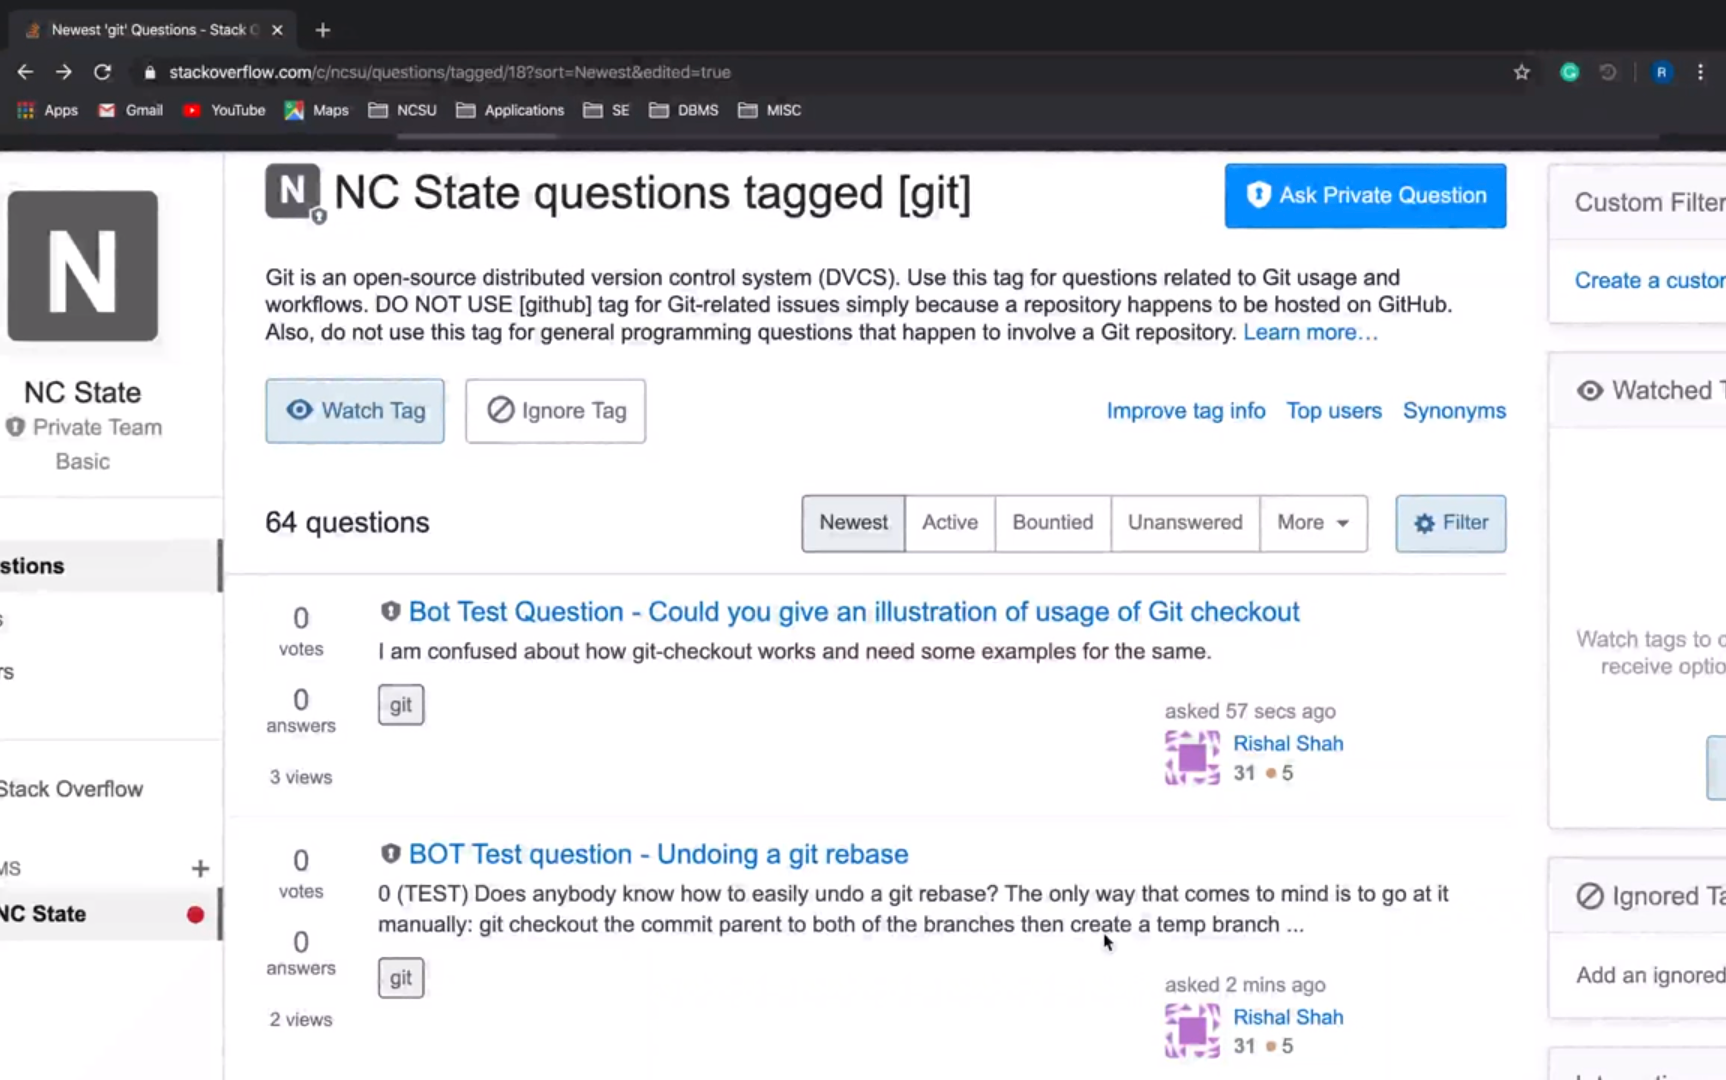 Newest 'git' Questions - Stack
stackoverflow.com/c/ncsu/questions/tagged/18?sort=Newest&edited=true
R
Apps
Gmail
YouTube
Maps
NCSU
Applications
SE
DBMS
MISC
N
NC State
Private Team
Basic
stions
s
rs
Stack Overflow
MS
NC State
N
NC State questions tagged [git]
Ask Private Question
Git is an open-source distributed version control system (DVCS). Use this tag for questions related to Git usage and
workflows. DO NOT USE [github] tag for Git-related issues simply because a repository happens to be hosted on GitHub.
Also, do not use this tag for general programming questions that happen to involve a Git repository. Learn more…
Watch Tag
Ignore Tag
Improve tag info
Top users
Synonyms
64 questions
Newest
Active
Bountied
Unanswered
More
Filter
0
votes
0
answers
3 views
Bot Test Question - Could you give an illustration of usage of Git checkout
I am confused about how git-checkout works and need some examples for the same.
git
asked 57 secs ago
Rishal Shah
31 5
0
votes
0
answers
2 views
BOT Test question - Undoing a git rebase
0 (TEST) Does anybody know how to easily undo a git rebase? The only way that comes to mind is to go at it
manually: git checkout the commit parent to both of the branches then create a temp branch ...
git
asked 2 mins ago
Rishal Shah
31 5
Custom Filter
Create a custor
Watched T
Watch tags to c
receive optio
Ignored Ta
Add an ignored